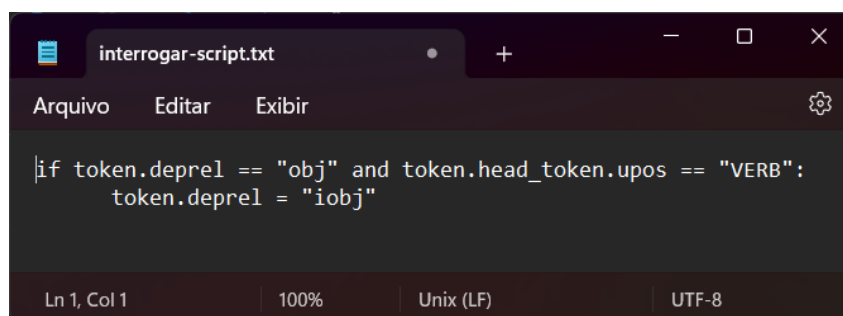 interrogar-script.txt
Arquivo Editar Exibir
if token.deprel == "obj" and token.head_token.upos == "VERB":
token.deprel = "iobj"
Ln 1, Col 1 100% Unix (LF) UTF-8